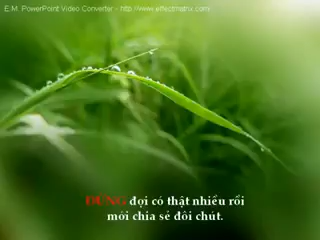 E.M. PowerPoint Video Converter - http://www.effectmatrix.com/
ĐỪNG đợi có thật nhiều rồi
mới chia sẻ đôi chút.